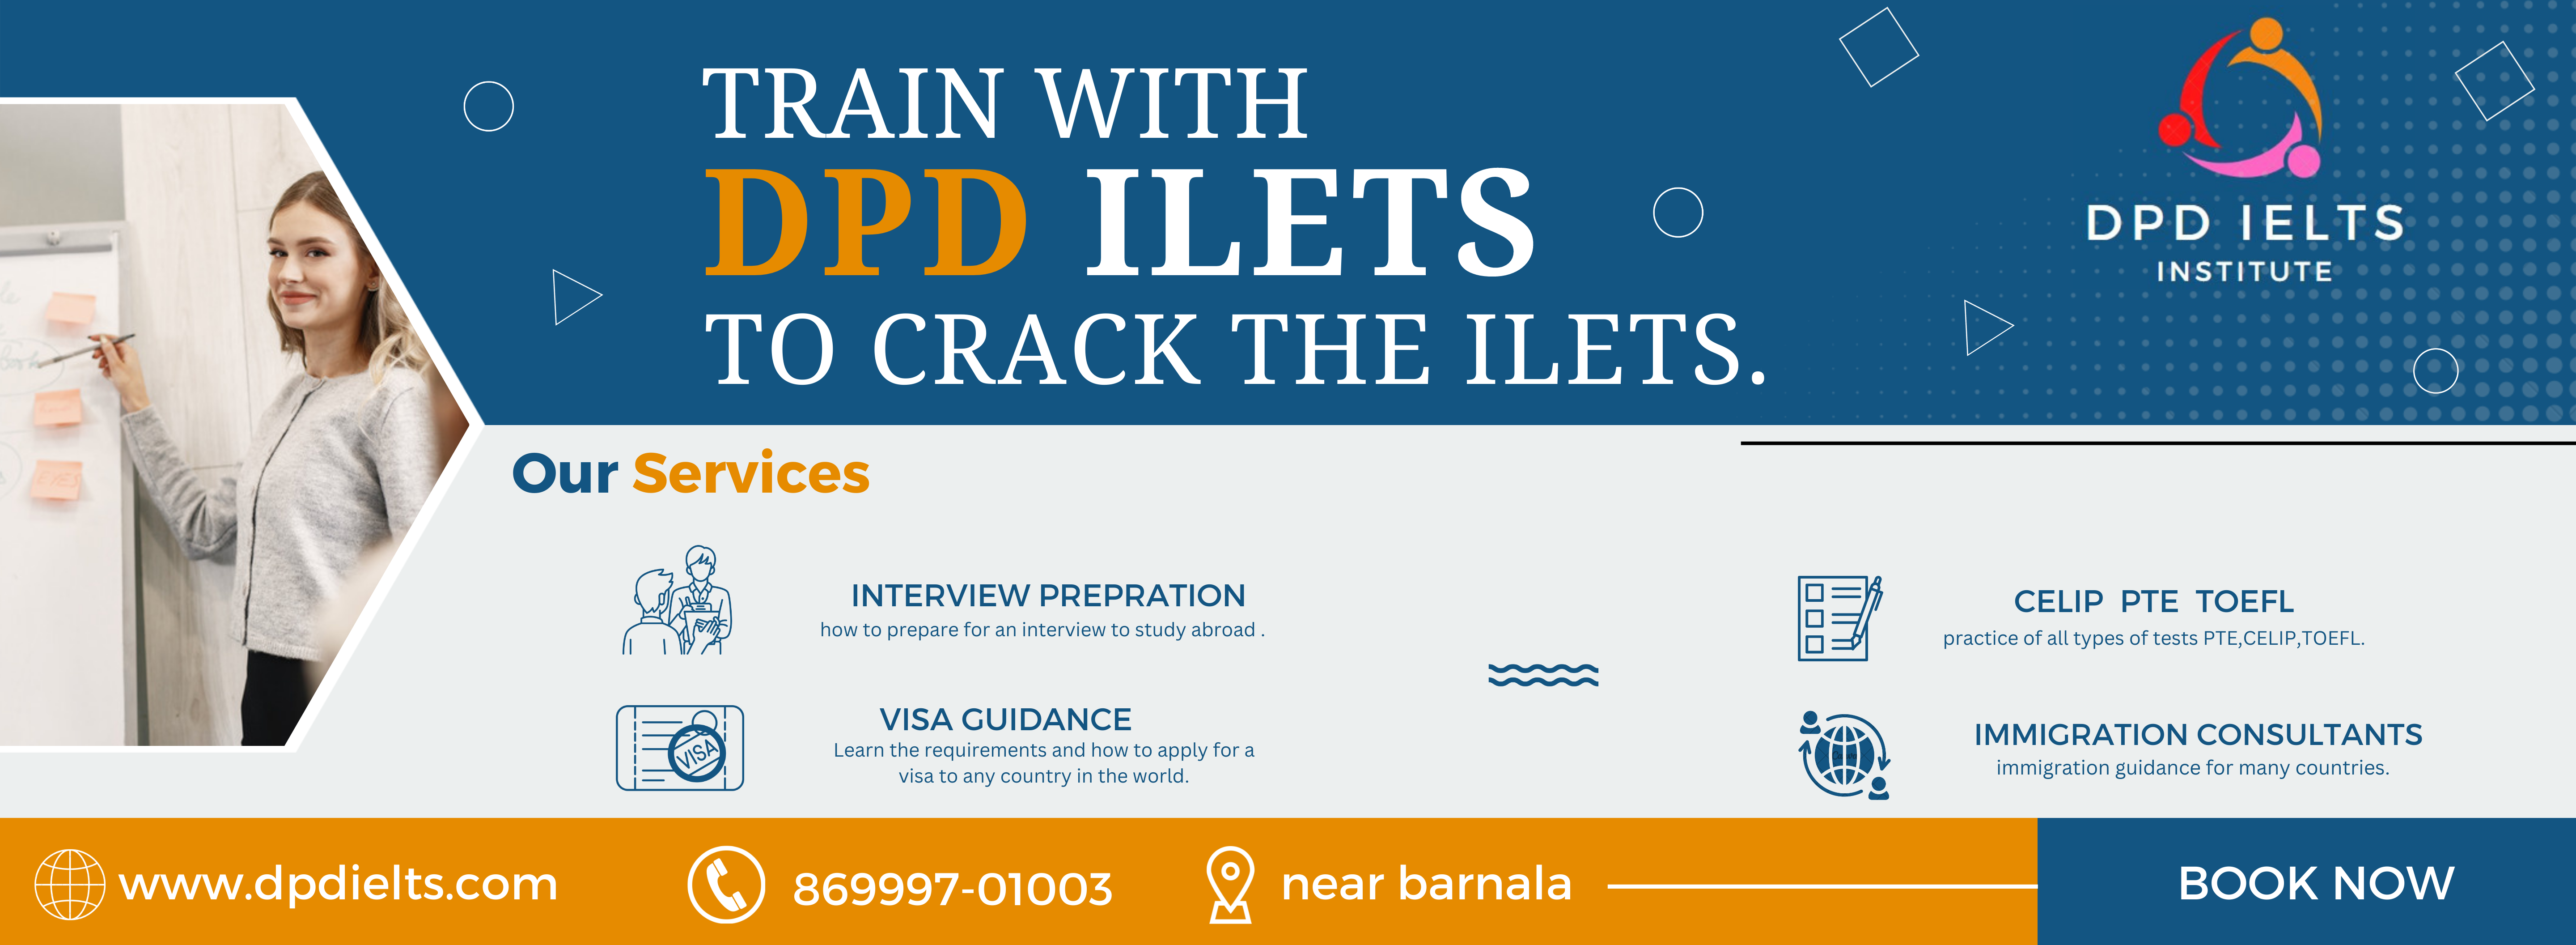 TRAIN WITH
DPD ILETS
TO CRACK THE ILETS.
DPD IELTS
INSTITUTE
Our Services
INTERVIEW PREPRATION
how to prepare for an interview to study abroad .
VISA
VISA GUIDANCE
Learn the requirements and how to apply for a
visa to any country in the world.
CELIP PTE TOEFL
practice of all types of tests PTE,CELIP,TOEFL.
IMMIGRATION CONSULTANTS
immigration guidance for many countries.
www.dpdielts.com
869997-01003
near barnala
BOOK NOW